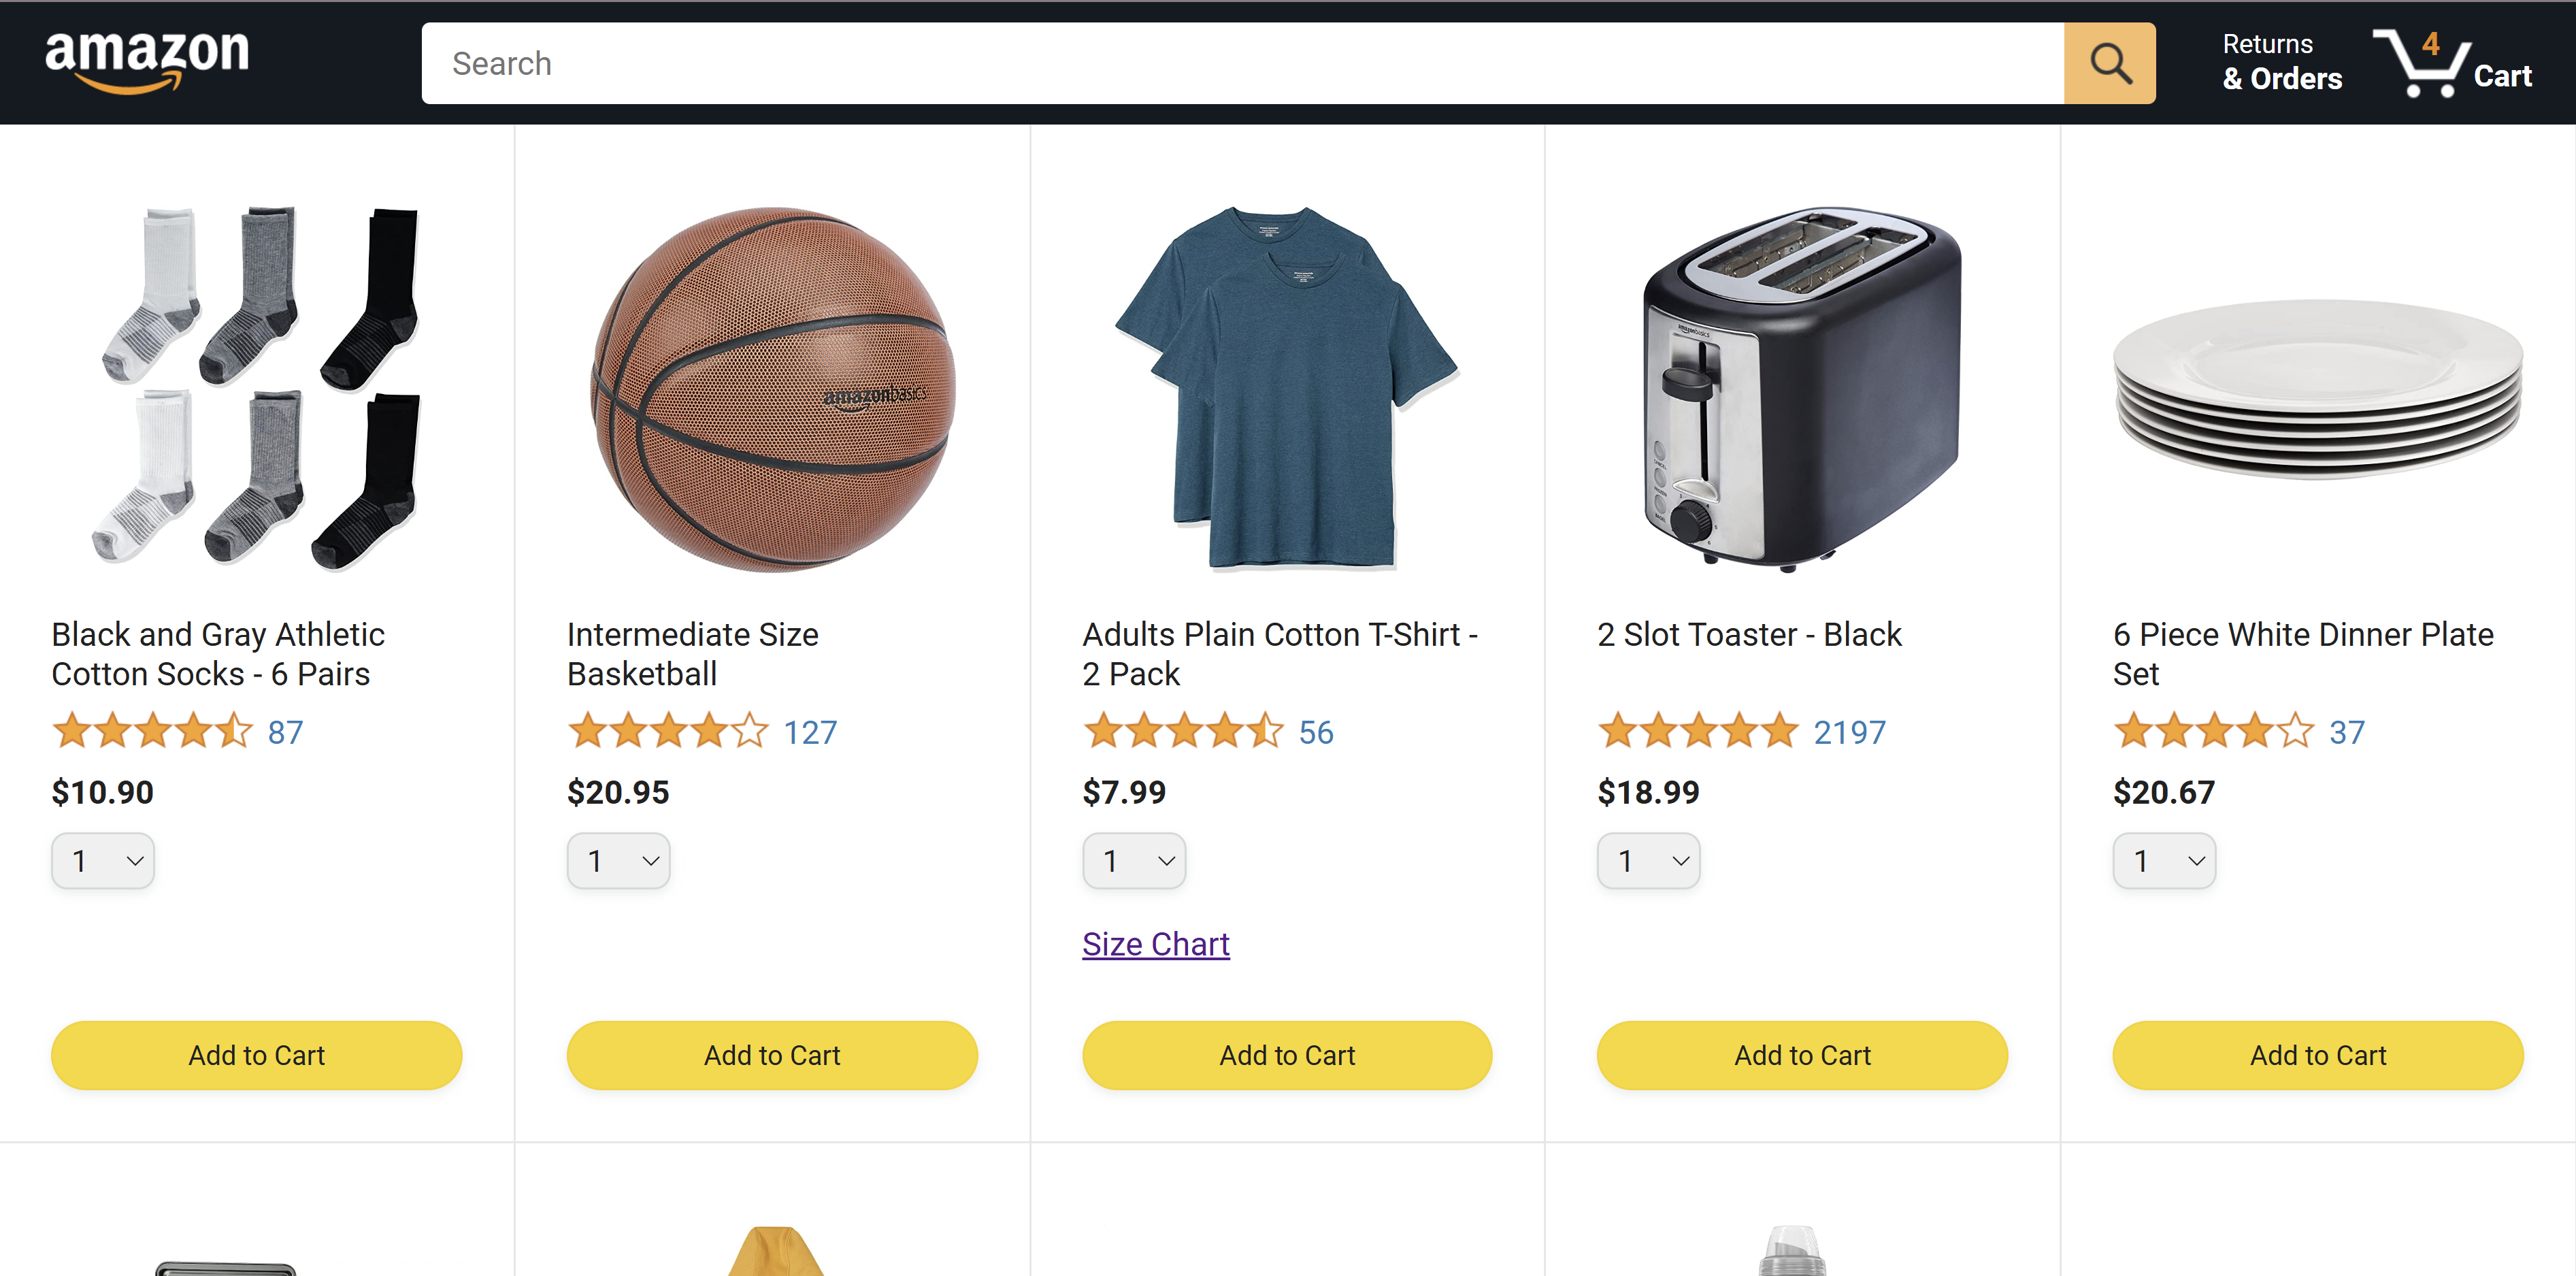 amazon
Search
Returns
& Orders
4
Cart
amazonbasics
amazonbasics
Black and Gray Athletic
Cotton Socks - 6 Pairs
87
$10.90
1
Add to Cart
Intermediate Size
Basketball
127
$20.95
1
Add to Cart
Adults Plain Cotton T-Shirt -
2 Pack
56
$7.99
1
Size Chart
Add to Cart
2 Slot Toaster - Black
2197
$18.99
1
Add to Cart
6 Piece White Dinner Plate
Set
37
$20.67
1
Add to Cart